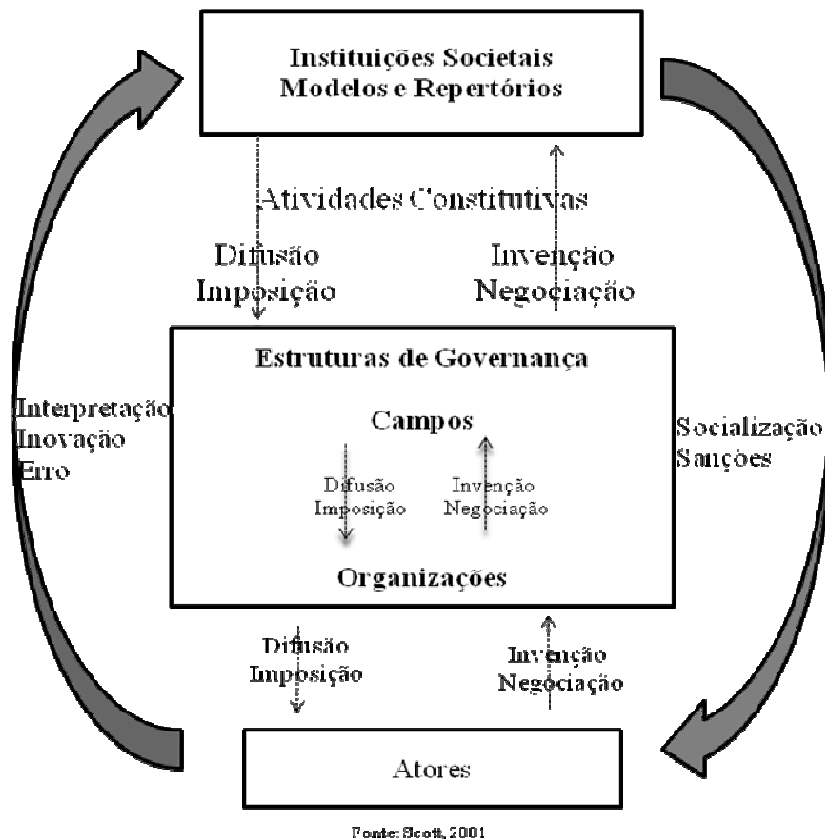 Instituições Societais
Modelos e Repertórios
Atividades Constitutivas
Difusão
Imposição
Invenção
Negociação
Estruturas de Governança
Campos
Interpretação
Inovação
Erro
Socialização
Sanções
Difusão
Imposição
Invenção
Negociação
Organizações
Difusão
Imposição
Invenção
Negociação
Atores
Fonte: Scott, 2001